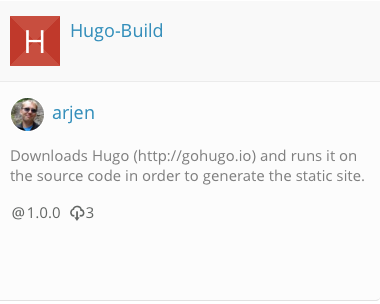 H
Hugo-Build
arjen
Downloads Hugo (http://gohugo.io) and runs it on
the source code in order to generate the static site.
@1.0.0 3